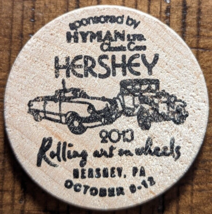 sponsored by
HYMAN LTD.
Classic Cars
HERSHEY
2013
Rolling art on wheels
HERSHEY, PA
OCTOBER 9-12